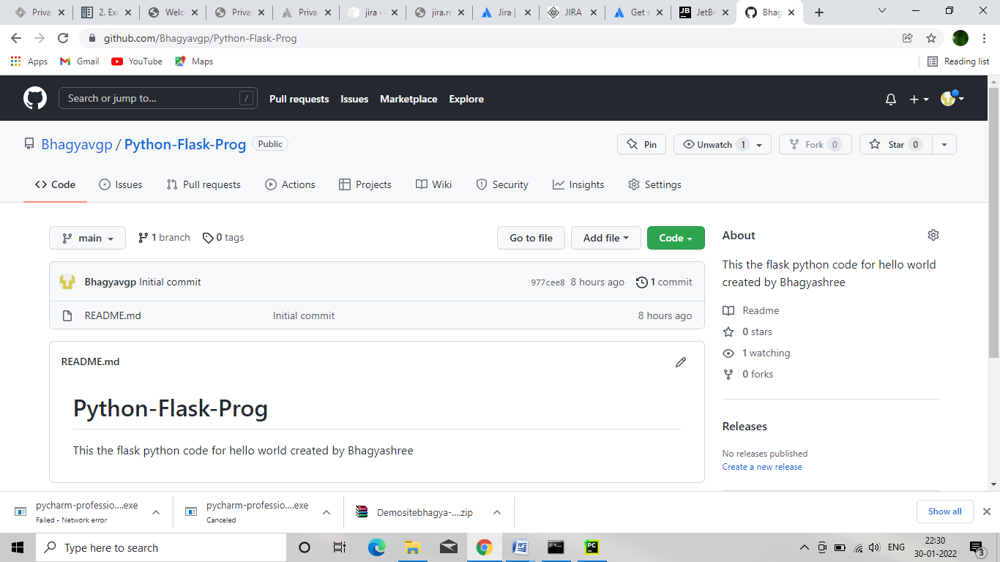 Priva 2. Exa Welc Priva Priva jira · jira.re Jira | JIRA Get s JetBr Bhag
github.com/Bhagyavgp/Python-Flask-Prog
Apps Gmail YouTube Maps Reading list
Search or jump to... / Pull requests Issues Marketplace Explore
Bhagyavgp / Python-Flask-Prog Public Pin Unwatch 1 Fork 0 Star 0
Code Issues Pull requests Actions Projects Wiki Security Insights Settings
main 1 branch 0 tags Go to file Add file Code
Bhagyavgp Initial commit 977cee8 8 hours ago 1 commit
README.md Initial commit 8 hours ago
README.md
Python-Flask-Prog
This the flask python code for hello world created by Bhagyashree
About
This the flask python code for hello world
created by Bhagyashree
Readme
0 stars
1 watching
0 forks
Releases
No releases published
Create a new release
pycharm-professio....exe
Failed - Network error
pycharm-professio....exe
Canceled
Demositebhagya-....zip
Show all
Type here to search
ENG
22:30
30-01-2022
3